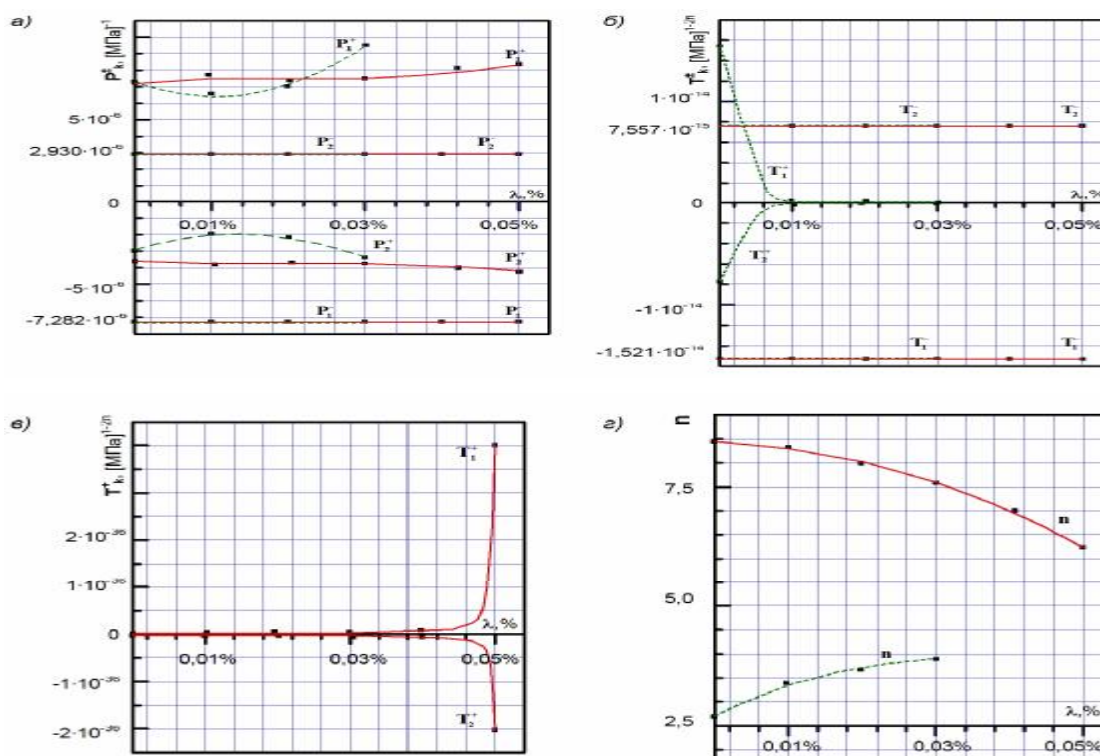 а)
P±k, [МПа]-1
P1+
P1+
5·10-6
2,930·10-6
P2-
P2-
0
λ,%
0,01%
0,03%
0,05%
P2+
P2+
-5·10-6
-7,282·10-6
P1-
P1-
б)
T±k, [МПа]1-2n
1·10-14
7,557·10-15
T2-
T2-
T1+
0
λ,%
0,01%
0,03%
0,05%
T2+
-1·10-14
-1,521·10-14
T1-
T1-
в)
T+k, [МПа]1-2n
T1+
2·10-36
1·10-36
0
λ,%
0,01%
0,03%
0,05%
-1·10-36
-2·10-36
T2+
г)
n
7,5
n
5,0
n
2,5
λ,%
0,01%
0,03%
0,05%